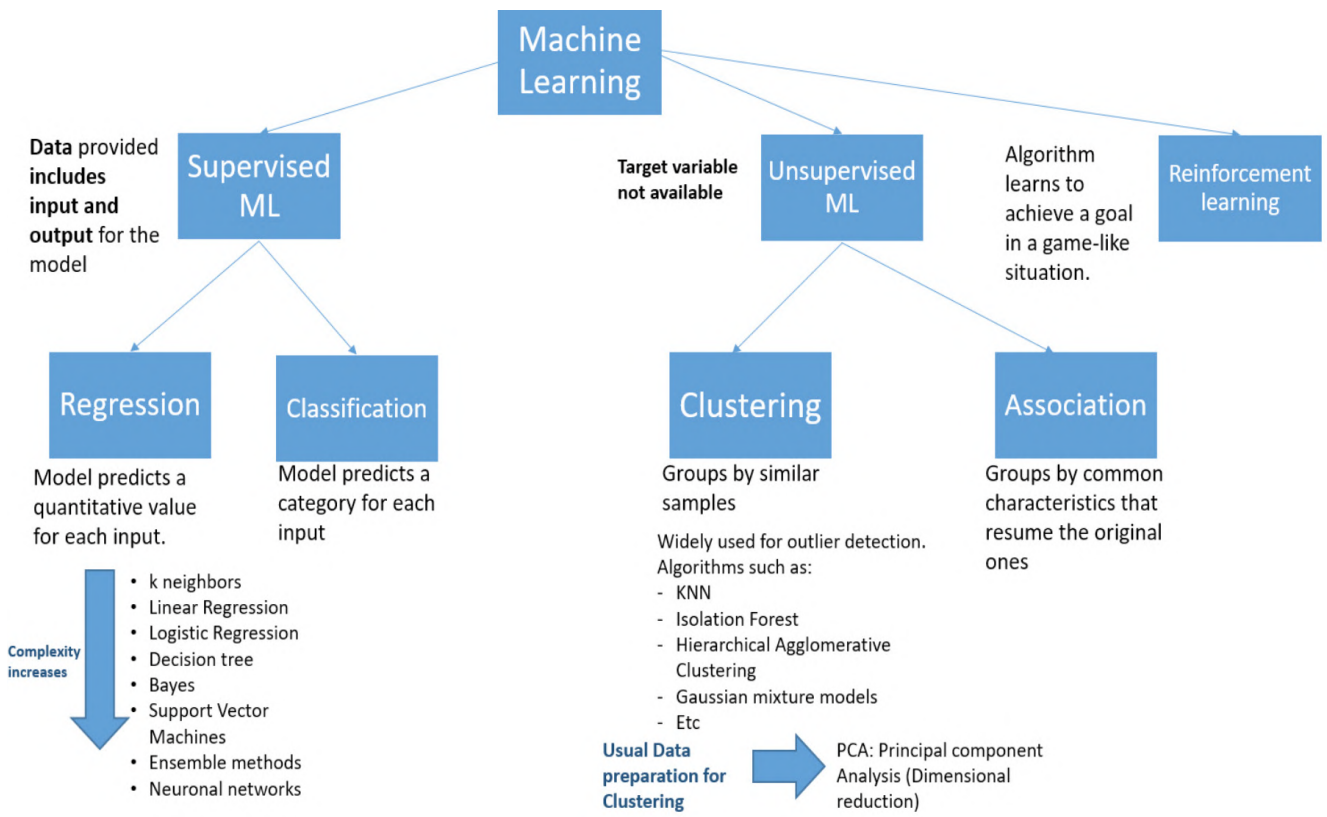 Machine
Learning
Data provided
includes
input and
output for the
model
Supervised
ML
Target variable
not available
Unsupervised
ML
Algorithm
learns to
achieve a goal
in a game-like
situation.
Reinforcement
learning
Regression
Model predicts a
quantitative value
for each input.
Classification
Model predicts a
category for each
input
Complexity
increases
• k neighbors
• Linear Regression
• Logistic Regression
• Decision tree
• Bayes
• Support Vector
Machines
• Ensemble methods
• Neuronal networks
Clustering
Groups by similar
samples
Widely used for outlier detection.
Algorithms such as:
- KNN
- Isolation Forest
- Hierarchical Agglomerative
Clustering
- Gaussian mixture models
- Etc
Association
Groups by common
characteristics that
resume the original
ones
Usual Data
preparation for
Clustering
PCA: Principal component
Analysis (Dimensional
reduction)